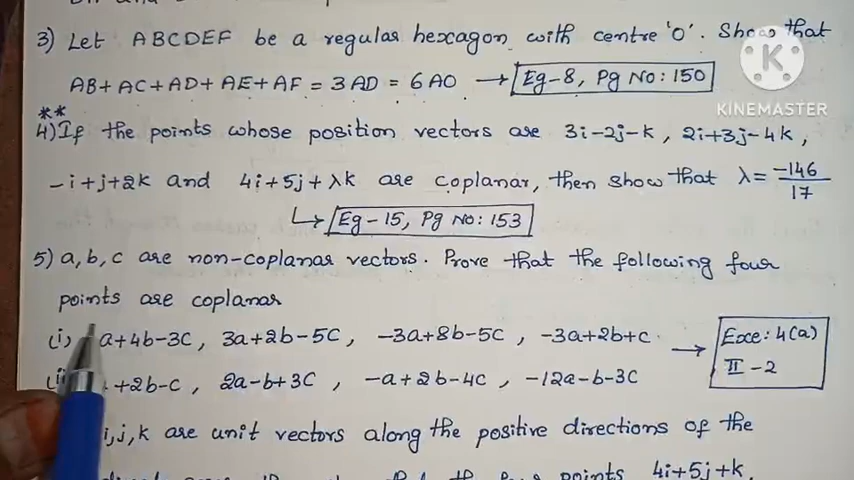 3) Let ABCDEF be a regular hexagon with centre 'O'. Show that
AB+AC+AD+AE+AF = 3AD = 6AO → Eg-8, Pg No: 150
K
KINEMASTER
**
4) If the points whose position vectors are 3i-2j-k, 2i+3j-4k,
-i+j+2k and 4i+5j+λk are coplanar, then show that λ = -146/17
Eg-15, Pg No: 153
5) a, b, c are non-coplanar vectors. Prove that the following four
points are coplanar
(i) a+4b-3c, 3a+2b-5c, -3a+8b-5c, -3a+2b+c → Exe: 4(a)
II-2
+2b-c, 2a-b+3c, -a+2b-4c, -12a-b-3c
i,j,k are unit vectors along the positive directions of the
points 4i+5j+k,